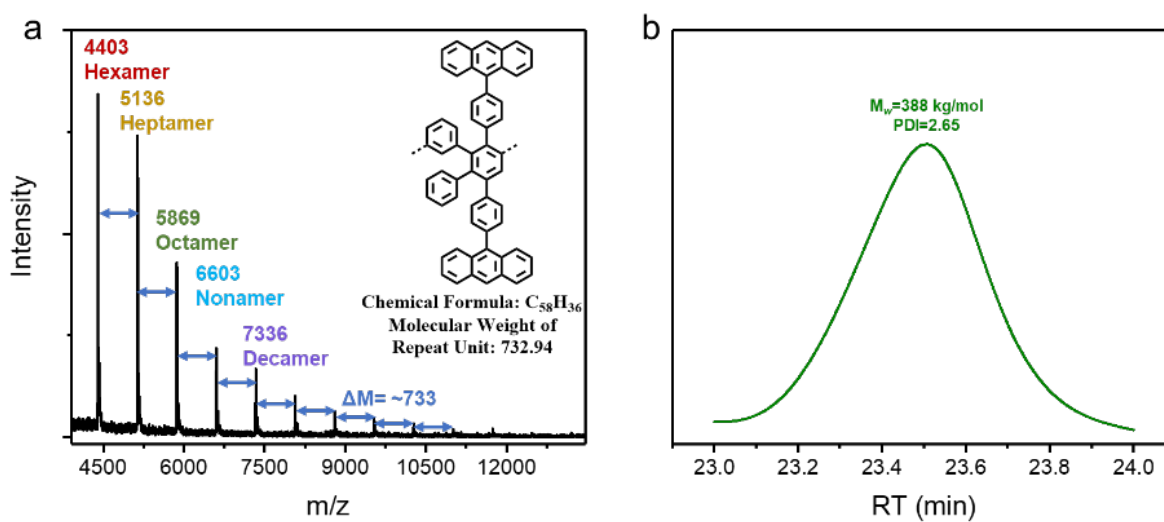 a
4403
Hexamer
5136
Heptamer
5869
Octamer
6603
Nonamer
7336
Decamer
ΔM= ~733
Chemical Formula: C₅₈H₃₆
Molecular Weight of
Repeat Unit: 732.94
Intensity
4500 6000 7500 9000 10500 12000
m/z
b
M_w=388 kg/mol
PDI=2.65
23.0 23.2 23.4 23.6 23.8 24.0
RT (min)